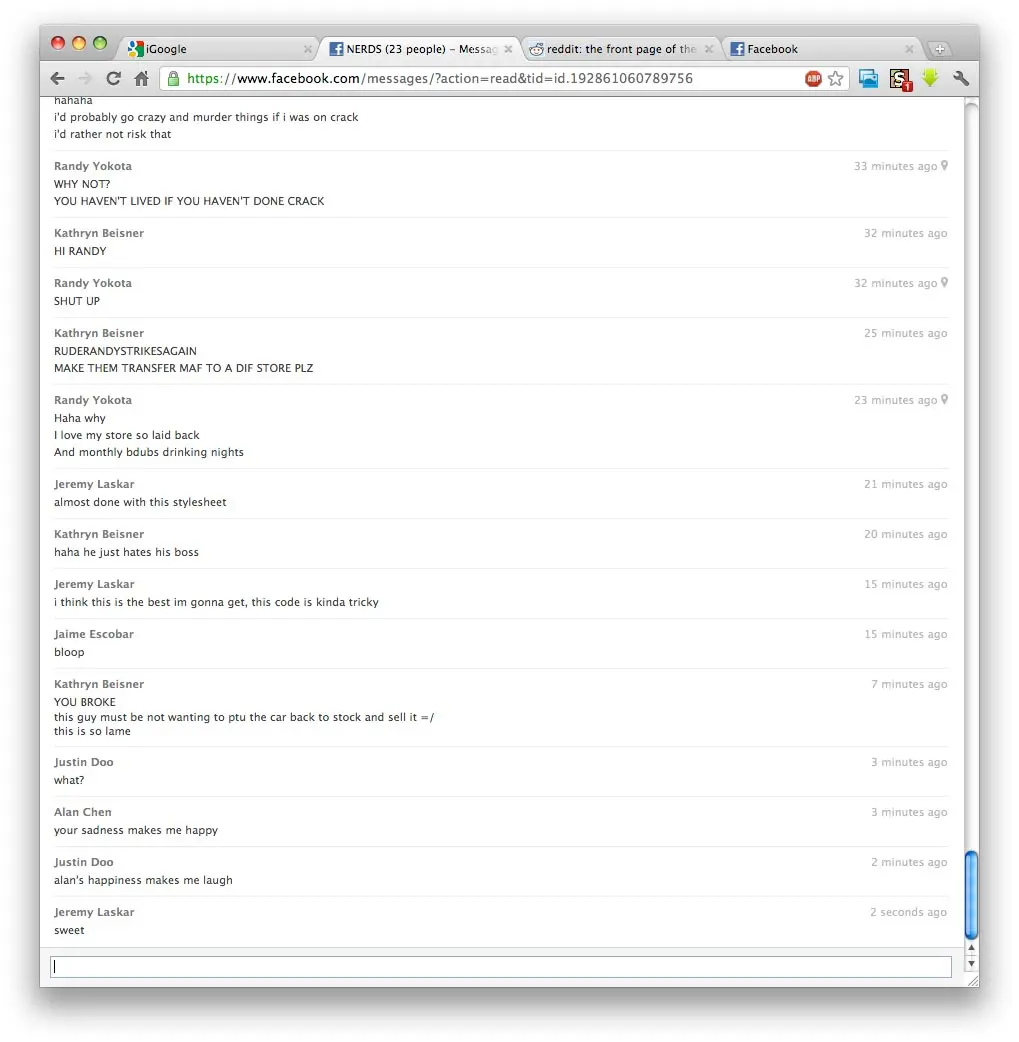 iGoogle
NERDS (23 people) – Messag
reddit: the front page of the
Facebook
https://www.facebook.com/messages/?action=read&tid=id.192861060789756
ABP
S
1
hahaha
i'd probably go crazy and murder things if i was on crack
i'd rather not risk that
Randy Yokota 33 minutes ago
WHY NOT?
YOU HAVEN'T LIVED IF YOU HAVEN'T DONE CRACK
Kathryn Beisner 32 minutes ago
HI RANDY
Randy Yokota 32 minutes ago
SHUT UP
Kathryn Beisner 25 minutes ago
RUDERANDYSTRIKESAGAIN
MAKE THEM TRANSFER MAF TO A DIF STORE PLZ
Randy Yokota 23 minutes ago
Haha why
I love my store so laid back
And monthly bdubs drinking nights
Jeremy Laskar 21 minutes ago
almost done with this stylesheet
Kathryn Beisner 20 minutes ago
haha he just hates his boss
Jeremy Laskar 15 minutes ago
i think this is the best im gonna get, this code is kinda tricky
Jaime Escobar 15 minutes ago
bloop
Kathryn Beisner 7 minutes ago
YOU BROKE
this guy must be not wanting to ptu the car back to stock and sell it =/
this is so lame
Justin Doo 3 minutes ago
what?
Alan Chen 3 minutes ago
your sadness makes me happy
Justin Doo 2 minutes ago
alan's happiness makes me laugh
Jeremy Laskar 2 seconds ago
sweet